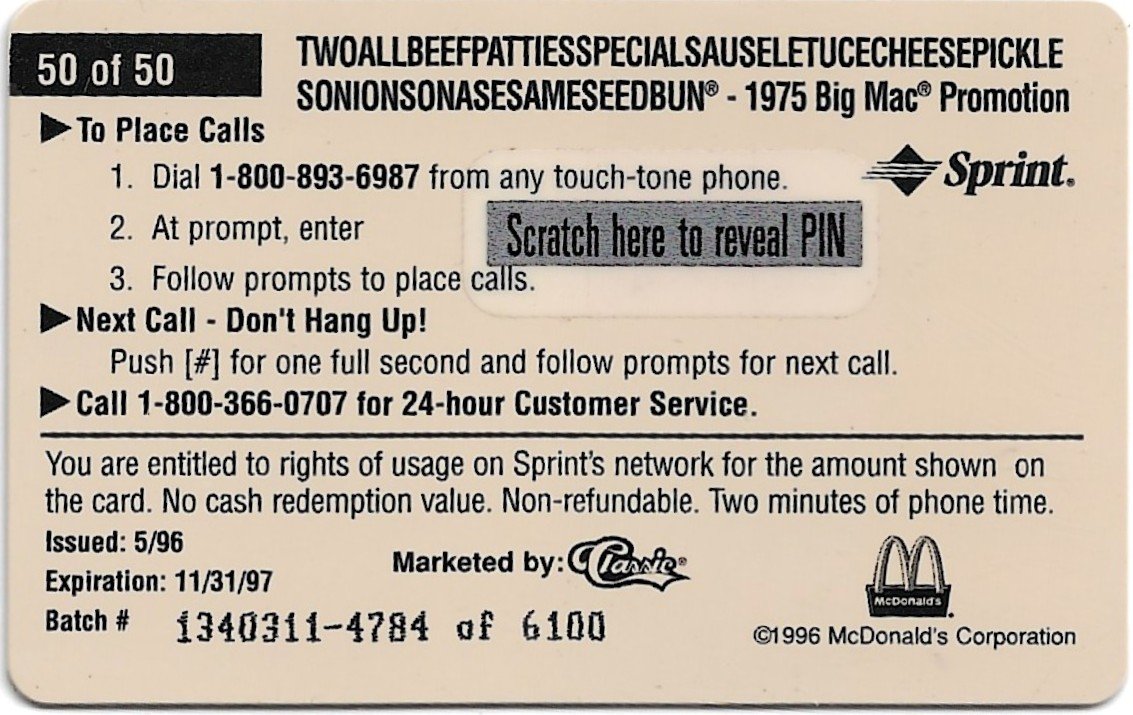 50 of 50
TWOALLBEEFPATTIESSPECIALSAUSELETUCECHEESEPICKLE
SONIONSONASESAMESEEDBUN® - 1975 Big Mac® Promotion
▶To Place Calls
1. Dial 1-800-893-6987 from any touch-tone phone.
Sprint.
2. At prompt, enter
Scratch here to reveal PIN
3. Follow prompts to place calls.
▶Next Call - Don't Hang Up!
Push [#] for one full second and follow prompts for next call.
▶Call 1-800-366-0707 for 24-hour Customer Service.
You are entitled to rights of usage on Sprint's network for the amount shown on
the card. No cash redemption value. Non-refundable. Two minutes of phone time.
Issued: 5/96
Marketed by: Classic®
Expiration: 11/31/97
McDonald's
Batch # 1340311-4784 of 6100
©1996 McDonald's Corporation